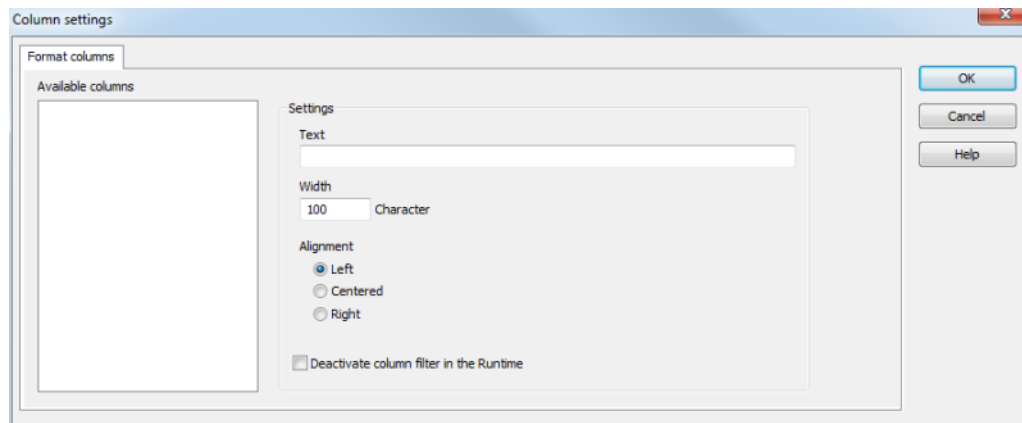 Column settings
Format columns
Available columns
Settings
Text
Width
100 Character
Alignment
Left
Centered
Right
Deactivate column filter in the Runtime
OK
Cancel
Help